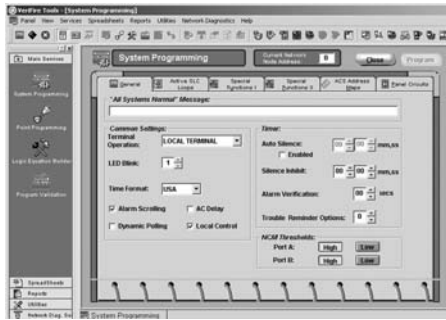 VeriFire Tools - [System Programming]
Panel View Services Spreadsheets Reports Utilities Network Diagnostics Help
Main Services
System Programming
Current Network
Node Address: 0
Close
Program
General
Active SLC
Loops
Special
Functions I
Special
Functions II
ACS Address
Maps
Panel Circuits
System Programming
Point Programming
Logic Equation Builder
Program Validation
"All Systems Normal" Message:
Common Settings:
Terminal
Operation: LOCAL TERMINAL
LED Blink: 1
Time Format: USA
Alarm Scrolling
AC Delay
Dynamic Polling
Local Control
Timer:
Auto Silence: 00 00 mm,ss
Enabled
Silence Inhibit: 00 00 mm,ss
Alarm Verification: 00 secs
Trouble Reminder Options: 0
NCM Thresholds:
Port A: High Low
Port B: High Low
SpreadSheets
Reports
Utilities
Network Diag.
System Programming